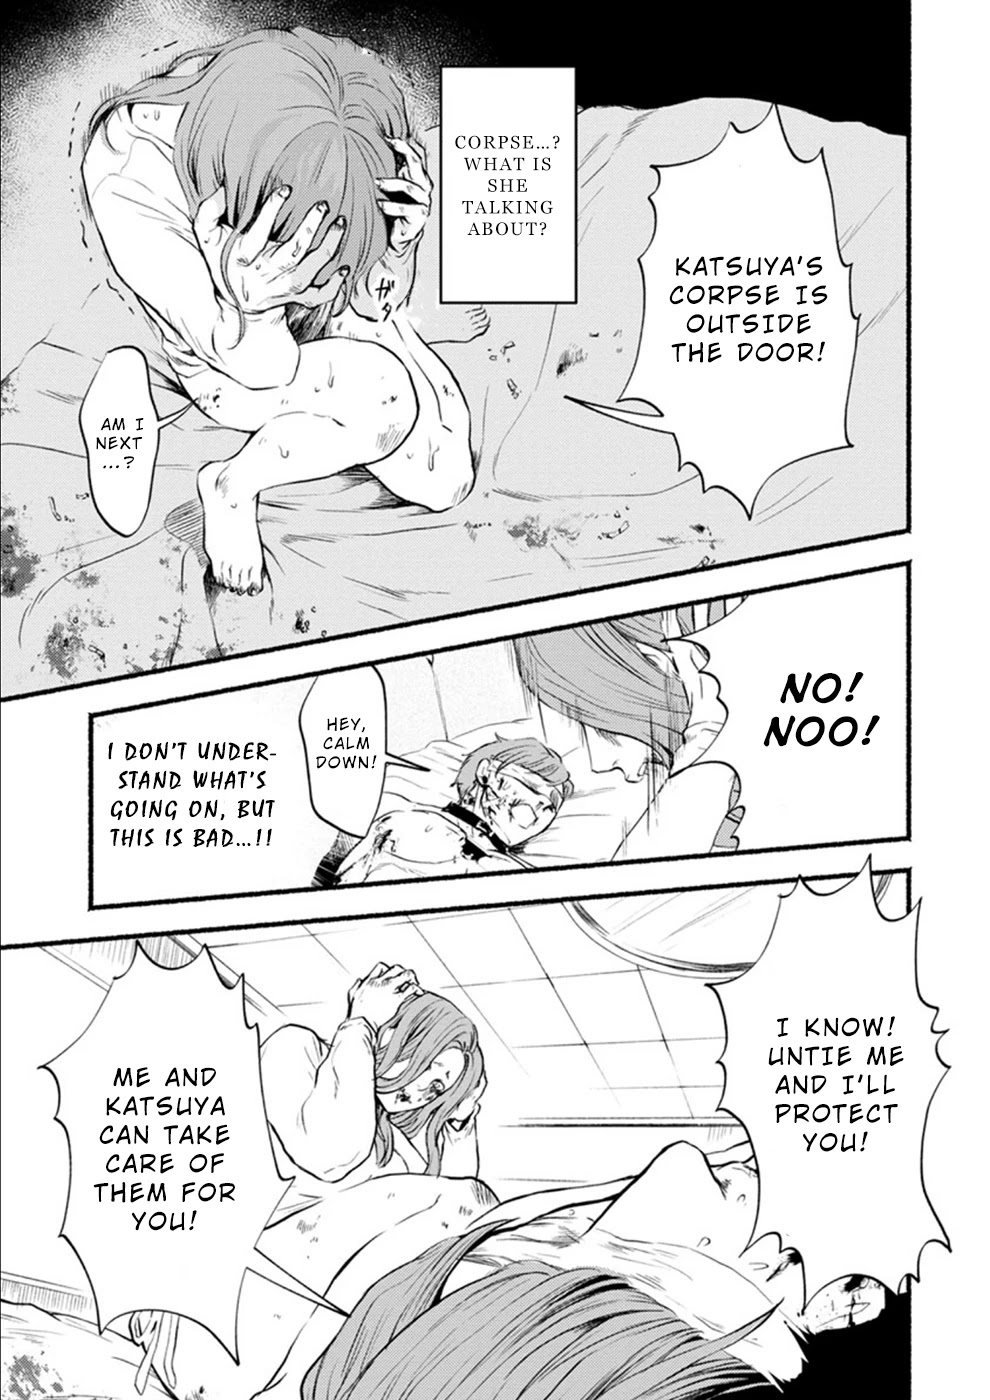 KATSUYA'S
CORPSE IS
OUTSIDE
THE DOOR!
CORPSE...?
WHAT IS
SHE
TALKING
ABOUT?
ガタ
AM I
NEXT
...?
NO!
NOO!
HEY,
CALM
DOWN!
I DON'T UNDER-
STAND WHAT'S
GOING ON, BUT
THIS IS BAD...!!
I KNOW!
UNTIE ME
AND I'LL
PROTECT
YOU!
ME AND
KATSUYA
CAN TAKE
CARE OF
THEM FOR
YOU!